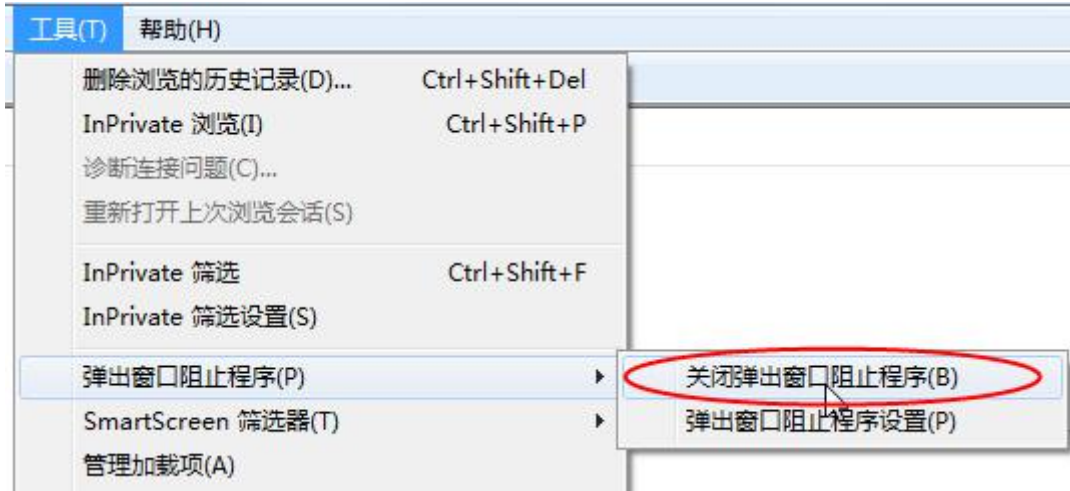 工具(T) 帮助(H)
删除浏览的历史记录(D)... Ctrl+Shift+Del
InPrivate 浏览(I) Ctrl+Shift+P
诊断连接问题(C)...
重新打开上次浏览会话(S)
InPrivate 筛选 Ctrl+Shift+F
InPrivate 筛选设置(S)
弹出窗口阻止程序(P) 关闭弹出窗口阻止程序(B)
SmartScreen 筛选器(T) 弹出窗口阻止程序设置(P)
管理加载项(A)